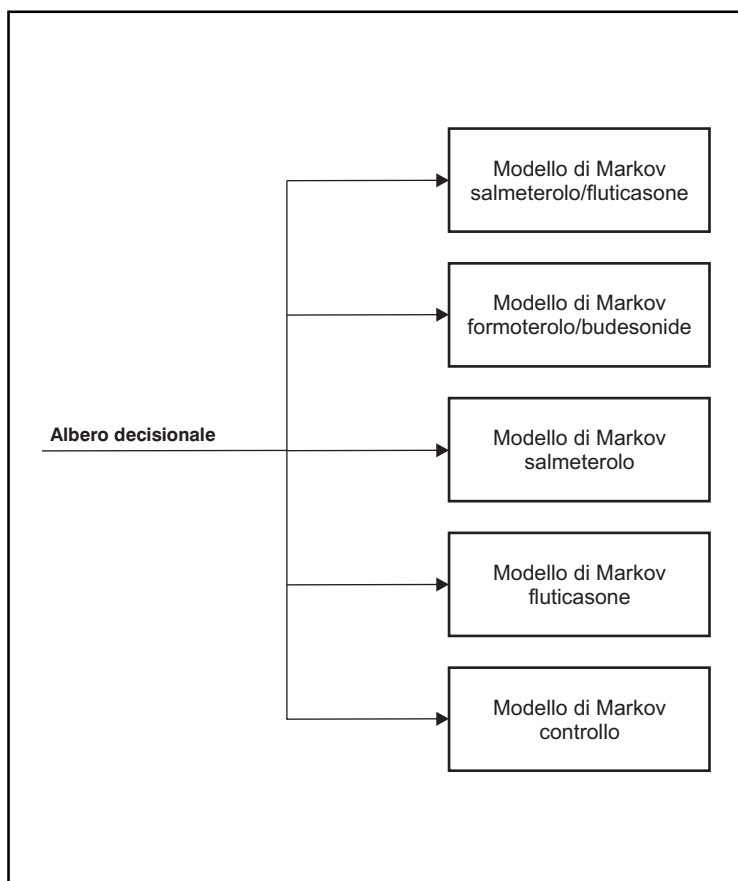 Modello di Markov
salmeterolo/fluticasone
Modello di Markov
formoterolo/budesonide
Albero decisionale
Modello di Markov
salmeterolo
Modello di Markov
fluticasone
Modello di Markov
controllo